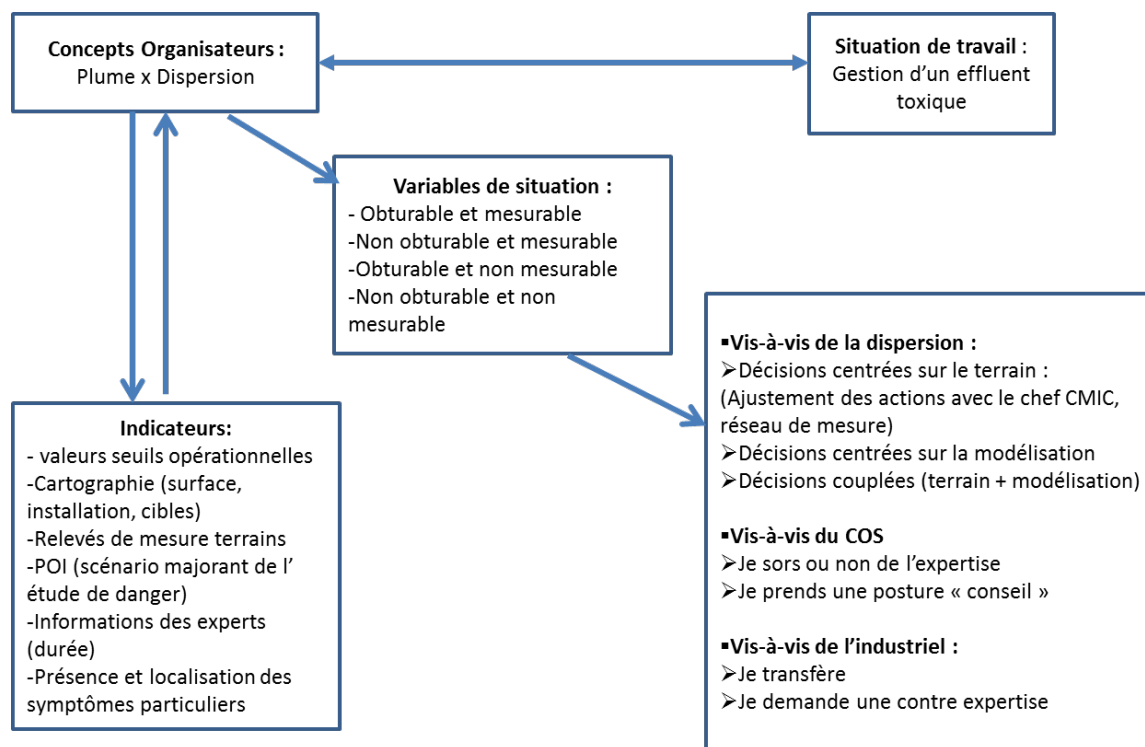 Concepts Organisateurs :
Plume x Dispersion
Situation de travail :
Gestion d’un effluent
toxique
Variables de situation :
- Obturable et mesurable
-Non obturable et mesurable
-Obturable et non mesurable
-Non obturable et non
mesurable
Indicateurs:
- valeurs seuils opérationnelles
-Cartographie (surface,
installation, cibles)
-Relevés de mesure terrains
-POI (scénario majorant de l’
étude de danger)
-Informations des experts
(durée)
-Présence et localisation des
symptômes particuliers
▪Vis-à-vis de la dispersion :
➢Décisions centrées sur le terrain :
(Ajustement des actions avec le chef CMIC,
réseau de mesure)
➢Décisions centrées sur la modélisation
➢Décisions couplées (terrain + modélisation)
▪Vis-à-vis du COS
➢Je sors ou non de l’expertise
➢Je prends une posture « conseil »
▪Vis-à-vis de l’industriel :
➢Je transfère
➢Je demande une contre expertise